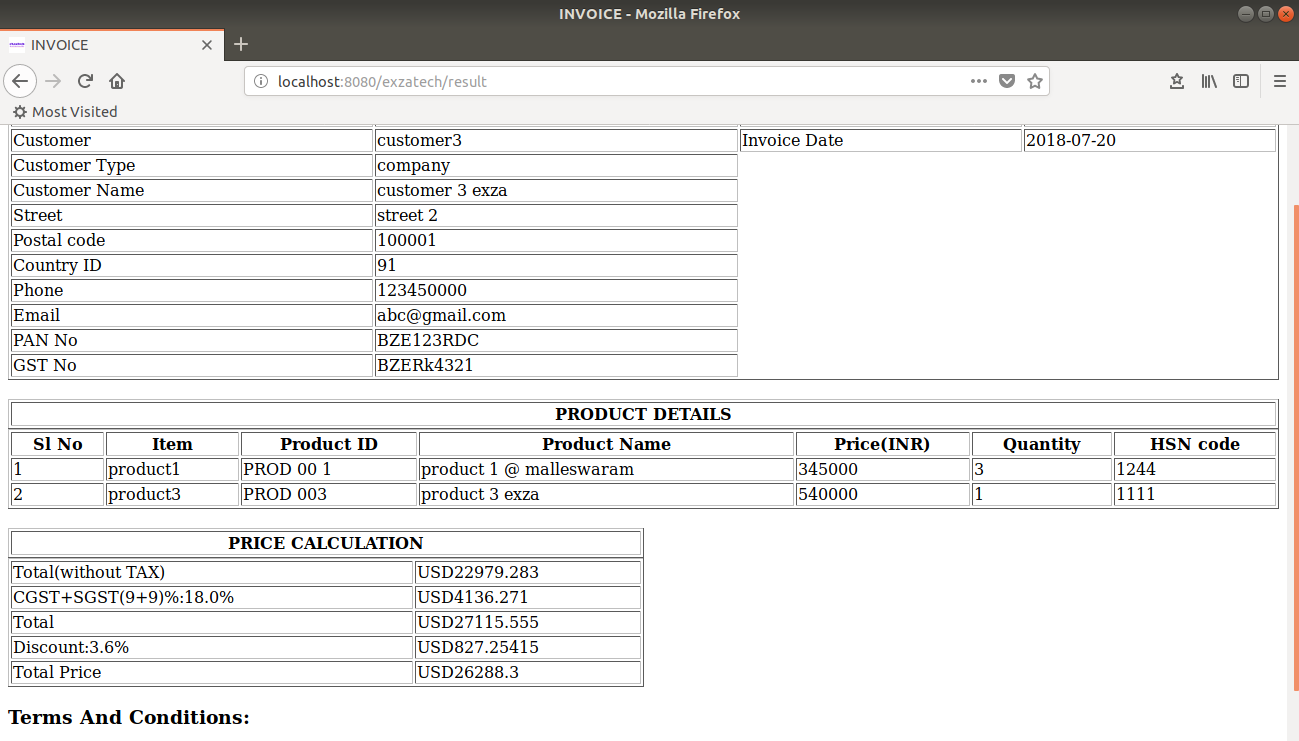 INVOICE - Mozilla Firefox
INVOICE
localhost:8080/exzatech/result
Most Visited
Customer customer3 Invoice Date 2018-07-20
Customer Type company
Customer Name customer 3 exza
Street street 2
Postal code 100001
Country ID 91
Phone 123450000
Email abc@gmail.com
PAN No BZE123RDC
GST No BZERk4321
PRODUCT DETAILS
Sl No Item Product ID Product Name Price(INR) Quantity HSN code
1 product1 PROD 00 1 product 1 @ malleswaram 345000 3 1244
2 product3 PROD 003 product 3 exza 540000 1 1111
PRICE CALCULATION
Total(without TAX) USD22979.283
CGST+SGST(9+9)%:18.0% USD4136.271
Total USD27115.555
Discount:3.6% USD827.25415
Total Price USD26288.3
Terms And Conditions: